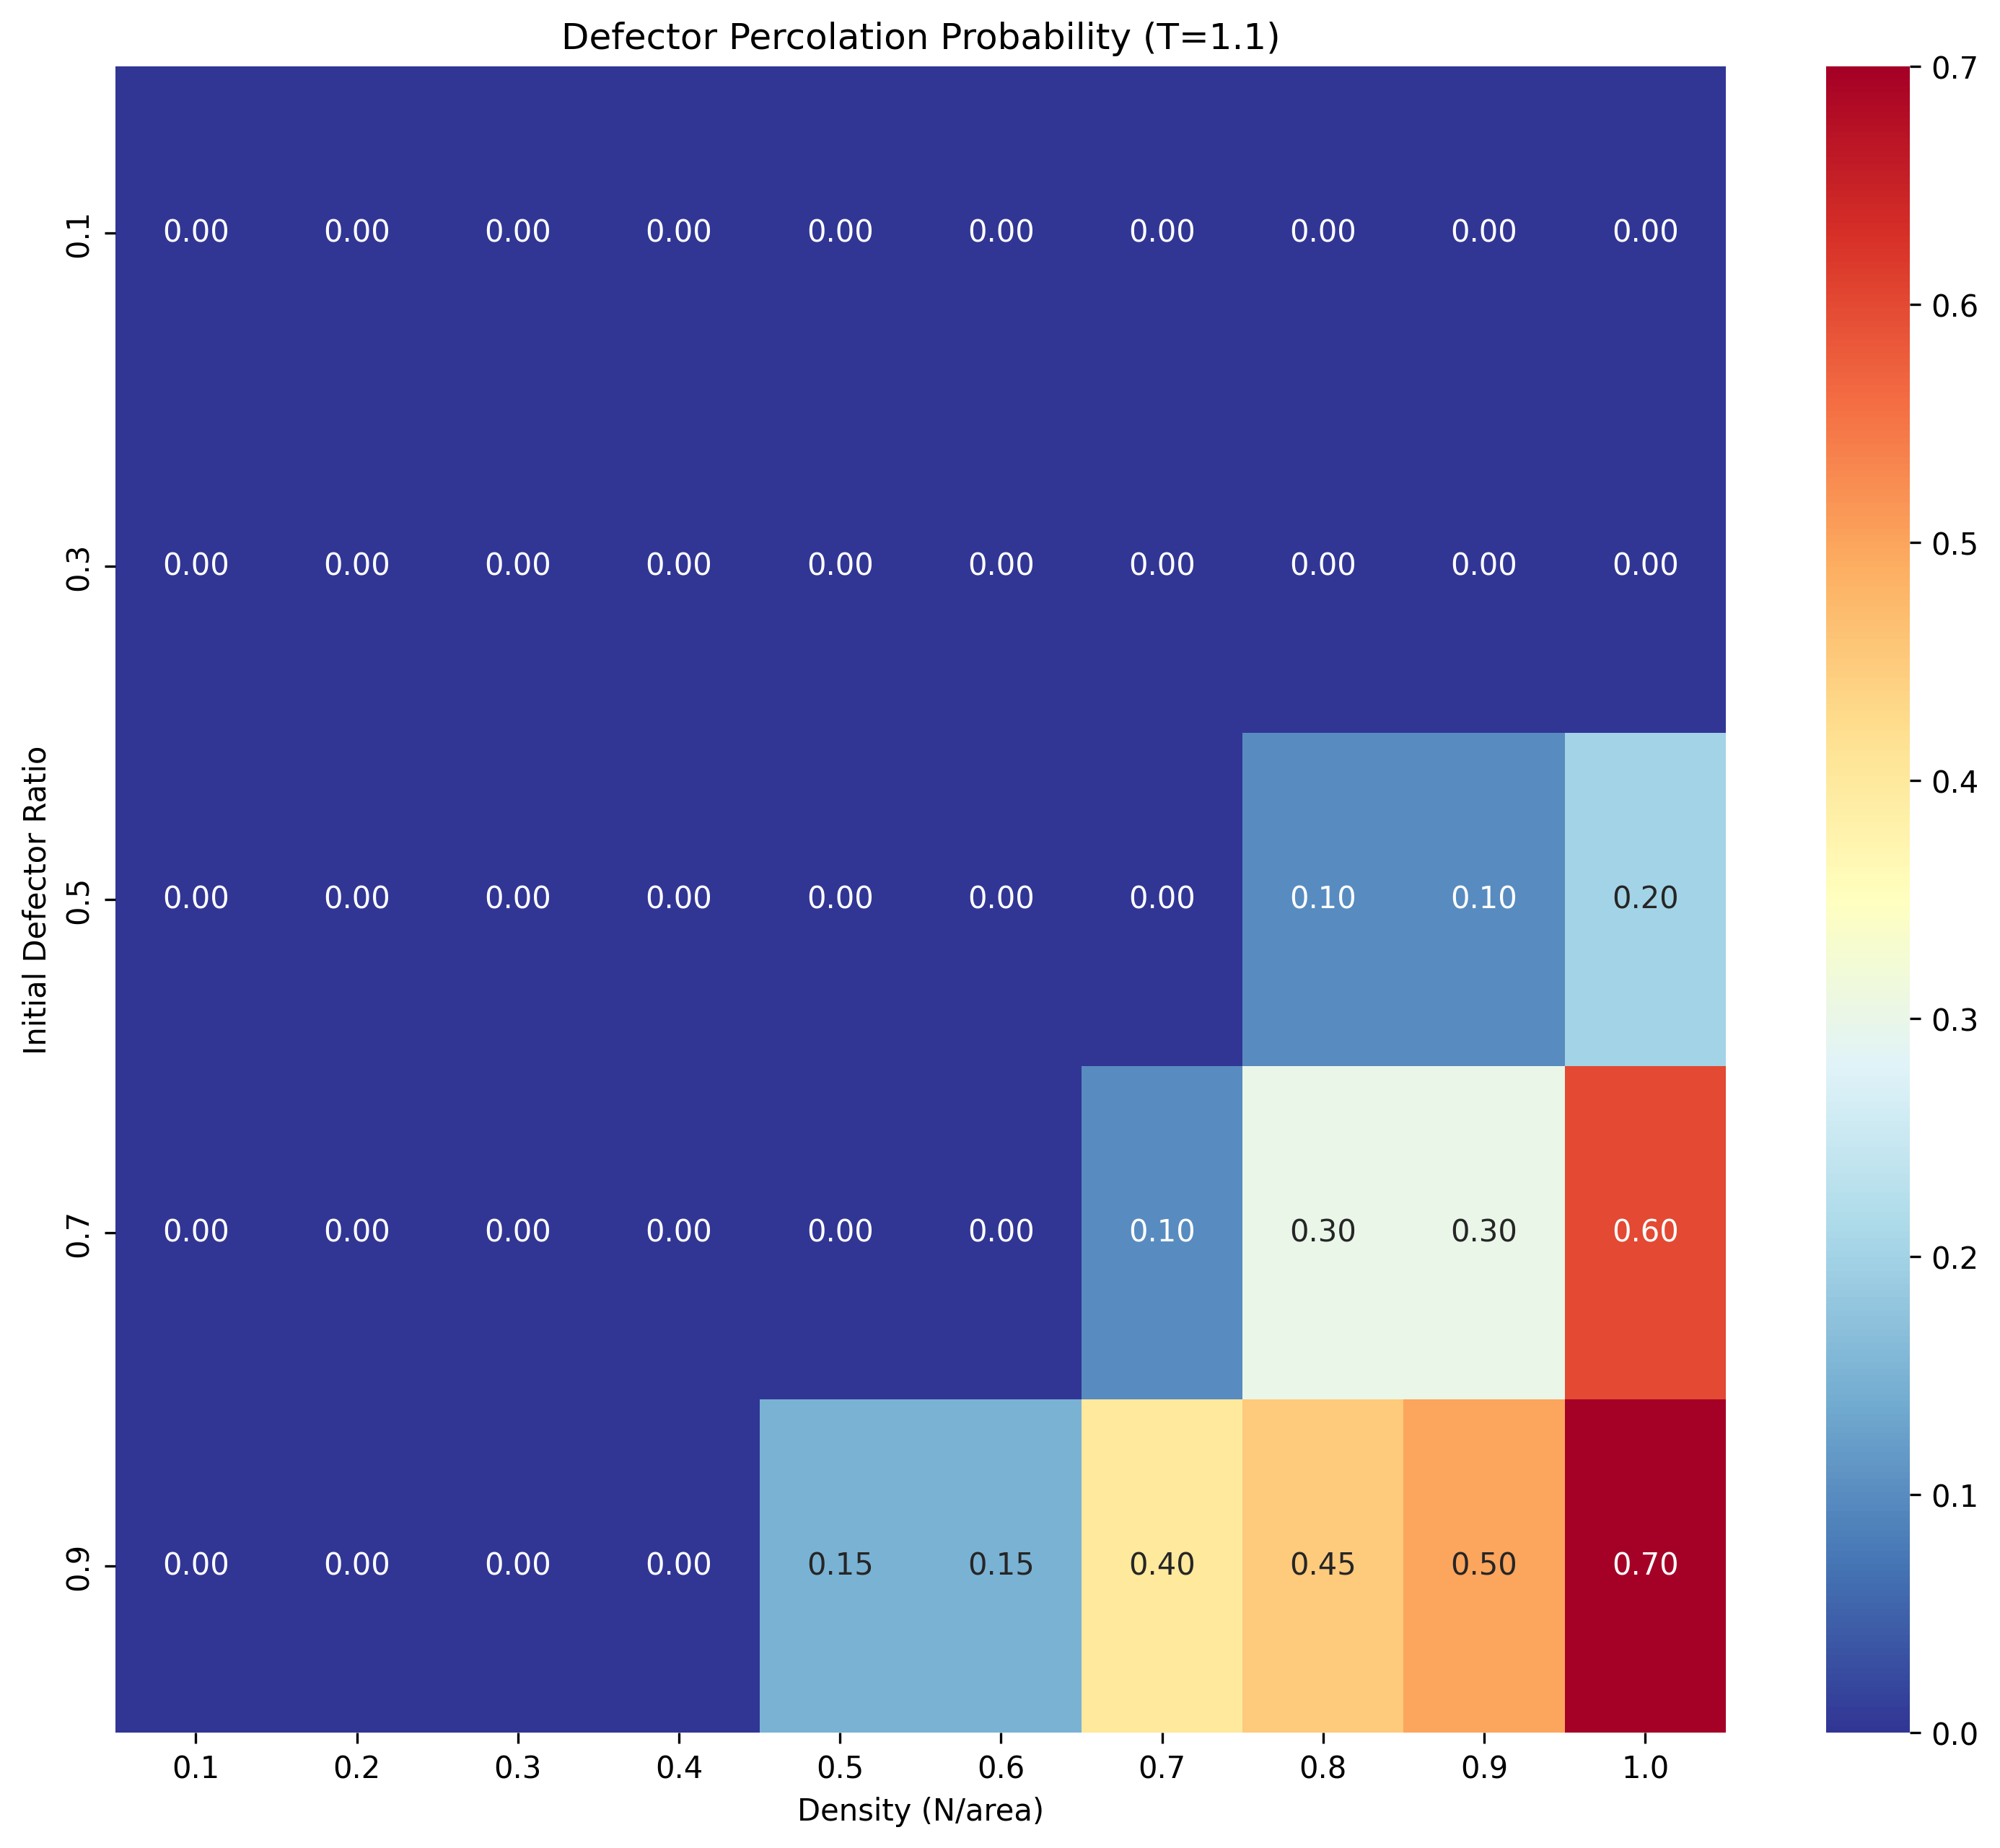 Defector Percolation Probability (T=1.1)
Initial Defector Ratio
0.1 0.00 0.00 0.00 0.00 0.00 0.00 0.00 0.00 0.00 0.00
0.3 0.00 0.00 0.00 0.00 0.00 0.00 0.00 0.00 0.00 0.00
0.5 0.00 0.00 0.00 0.00 0.00 0.00 0.00 0.10 0.10 0.20
0.7 0.00 0.00 0.00 0.00 0.00 0.00 0.10 0.30 0.30 0.60
0.9 0.00 0.00 0.00 0.00 0.15 0.15 0.40 0.45 0.50 0.70
0.1 0.2 0.3 0.4 0.5 0.6 0.7 0.8 0.9 1.0
Density (N/area)
0.7
0.6
0.5
0.4
0.3
0.2
0.1
0.0